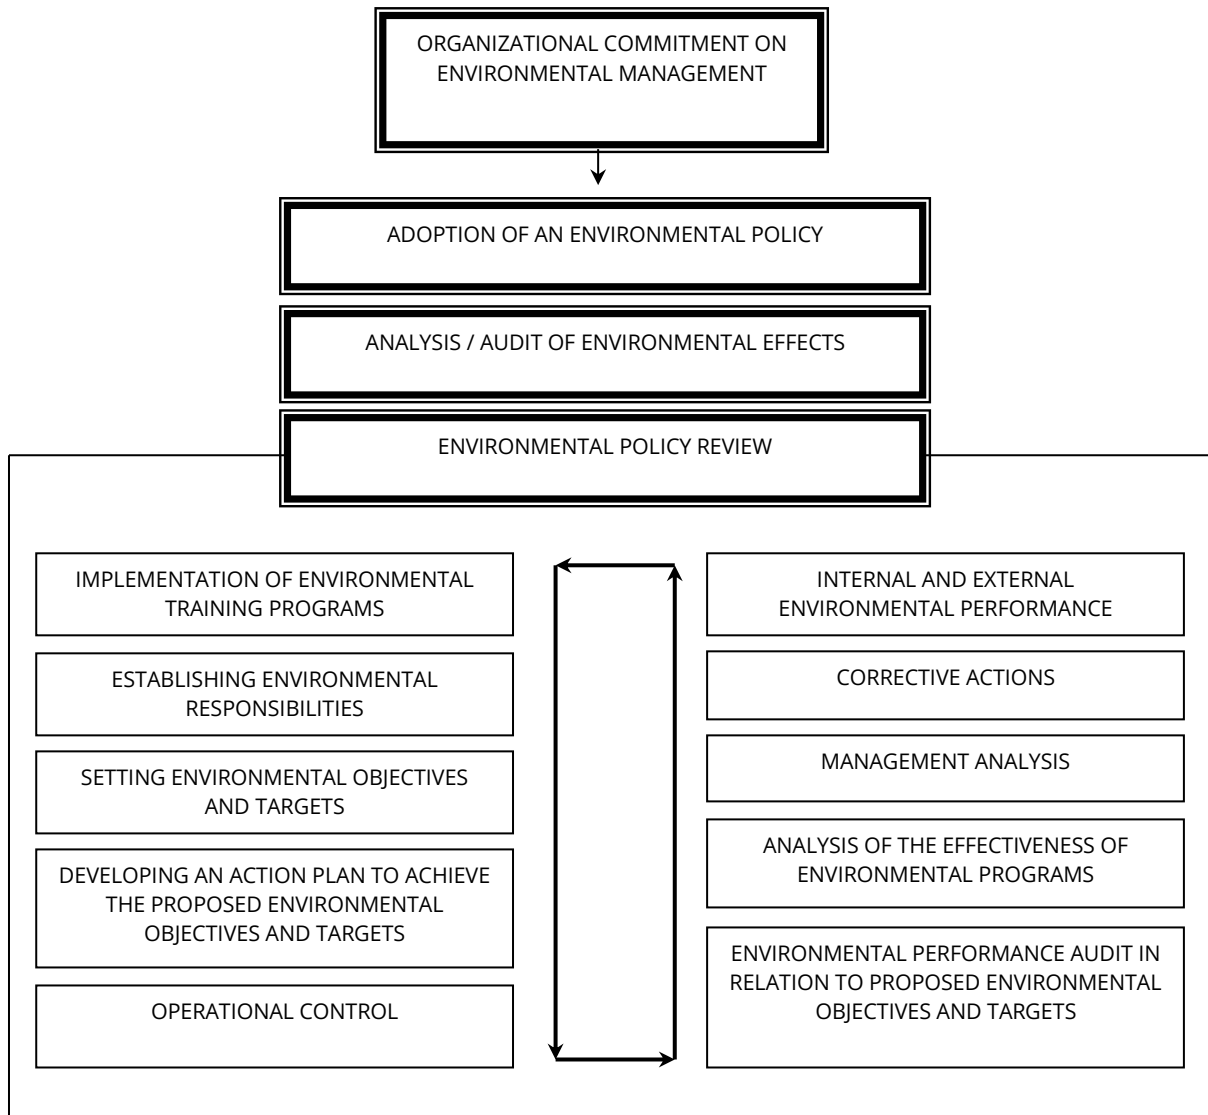 ORGANIZATIONAL COMMITMENT ON
ENVIRONMENTAL MANAGEMENT
ADOPTION OF AN ENVIRONMENTAL POLICY
ANALYSIS / AUDIT OF ENVIRONMENTAL EFFECTS
ENVIRONMENTAL POLICY REVIEW
IMPLEMENTATION OF ENVIRONMENTAL
TRAINING PROGRAMS
ESTABLISHING ENVIRONMENTAL
RESPONSIBILITIES
SETTING ENVIRONMENTAL OBJECTIVES
AND TARGETS
DEVELOPING AN ACTION PLAN TO ACHIEVE
THE PROPOSED ENVIRONMENTAL
OBJECTIVES AND TARGETS
OPERATIONAL CONTROL
INTERNAL AND EXTERNAL
ENVIRONMENTAL PERFORMANCE
CORRECTIVE ACTIONS
MANAGEMENT ANALYSIS
ANALYSIS OF THE EFFECTIVENESS OF
ENVIRONMENTAL PROGRAMS
ENVIRONMENTAL PERFORMANCE AUDIT IN
RELATION TO PROPOSED ENVIRONMENTAL
OBJECTIVES AND TARGETS